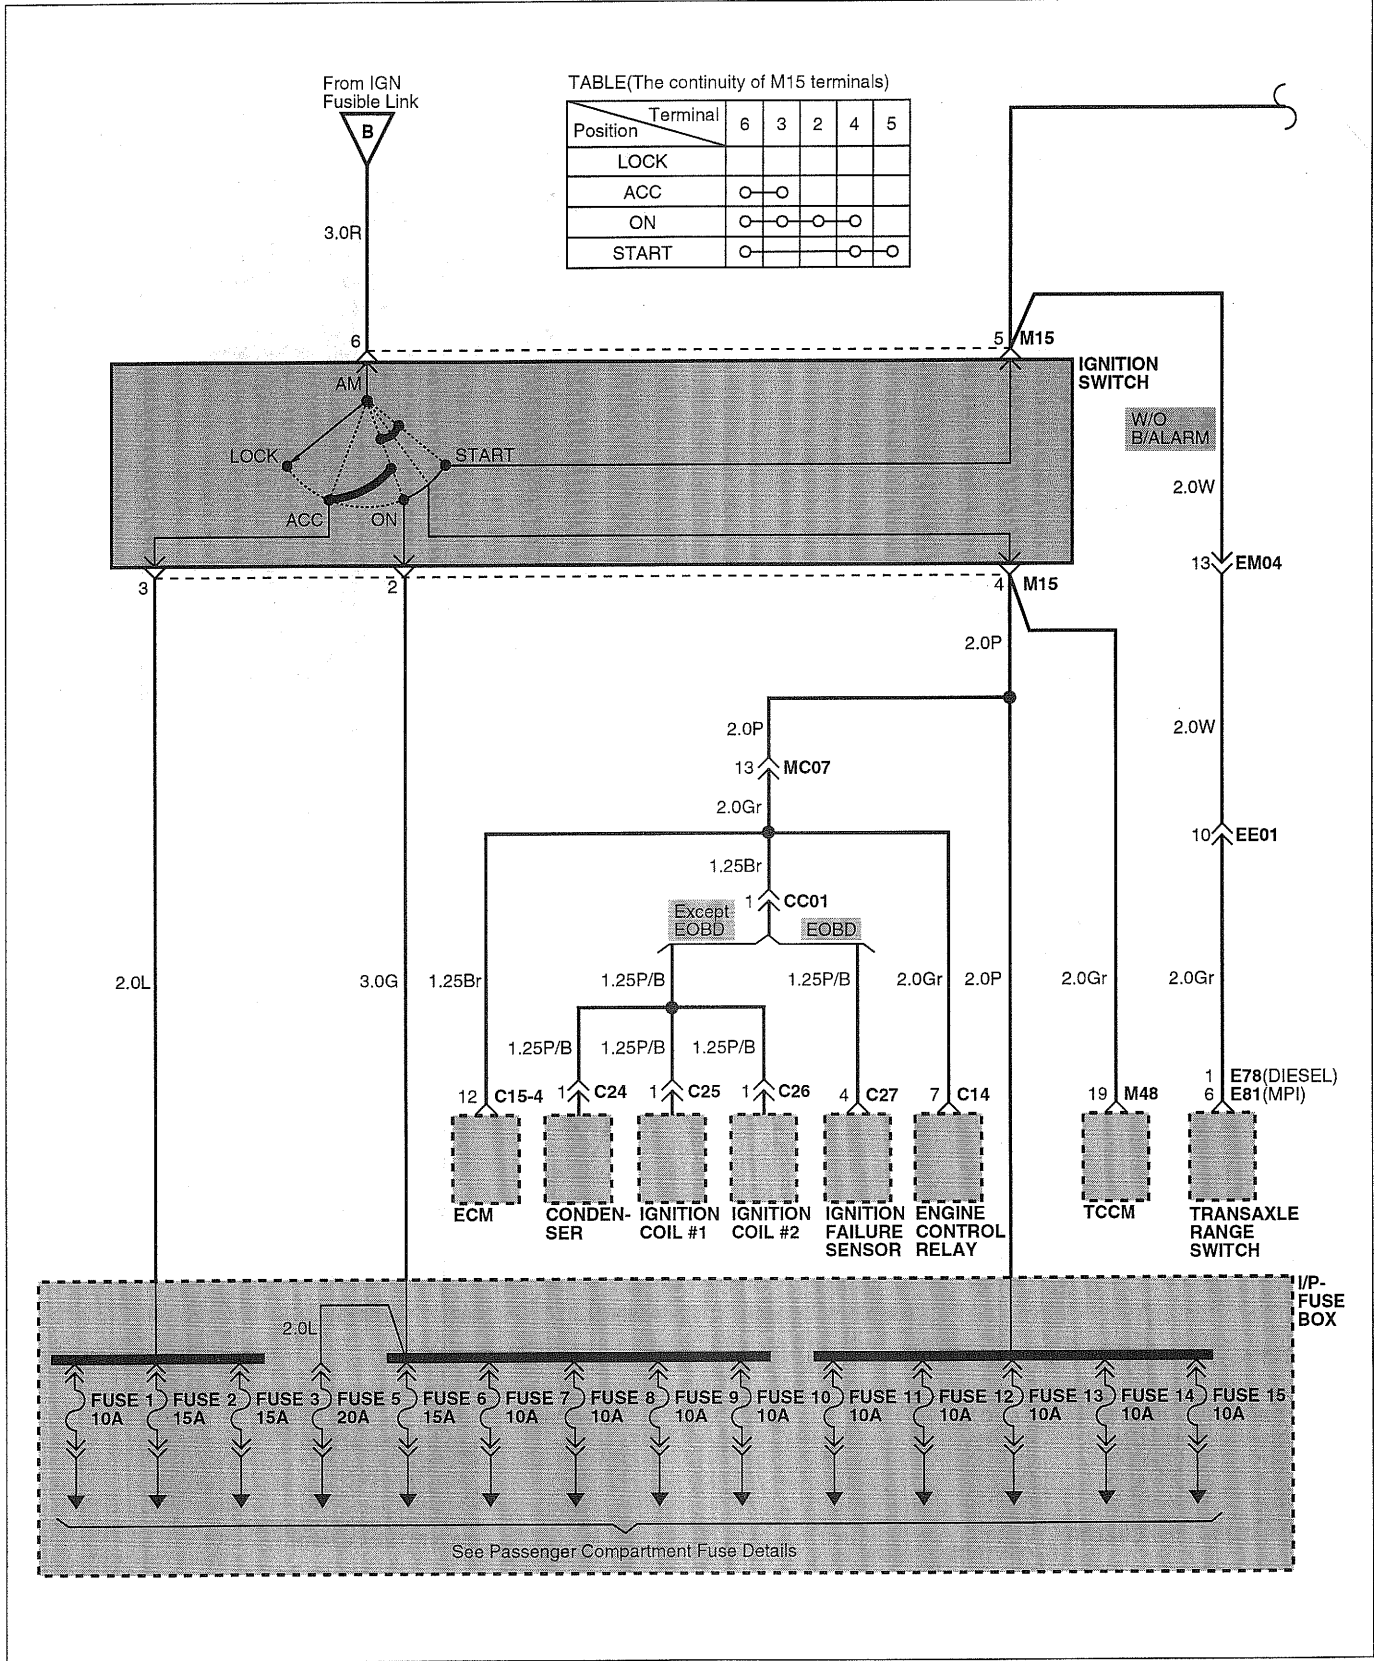 From IGN
Fusible Link
B
3.0R
TABLE(The continuity of M15 terminals)
Terminal
Position
6 3 2 4 5
LOCK
ACC
ON
START
6
5 M15
IGNITION
SWITCH
AM
LOCK
START
ACC
ON
W/O
B/ALARM
2.0W
13 EM04
3
2
4 M15
2.0P
2.0P
2.0W
13 MC07
2.0Gr
10 EE01
1.25Br
1 CC01
Except
EOBD
EOBD
2.0L
3.0G
1.25Br
1.25P/B
1.25P/B
2.0Gr
2.0P
2.0Gr
2.0Gr
1.25P/B
1.25P/B
1.25P/B
1 E78(DIESEL)
12 C15-4
1 C24
1 C25
1 C26
4 C27
7 C14
19 M48
6 E81(MPI)
ECM
CONDEN-
SER
IGNITION
COIL #1
IGNITION
COIL #2
IGNITION
FAILURE
SENSOR
ENGINE
CONTROL
RELAY
TCCM
TRANSAXLE
RANGE
SWITCH
I/P-
FUSE
BOX
2.0L
FUSE 1
10A
FUSE 2
15A
FUSE 3
15A
FUSE 5
20A
FUSE 6
15A
FUSE 7
10A
FUSE 8
10A
FUSE 9
10A
FUSE 10
10A
FUSE 11
10A
FUSE 12
10A
FUSE 13
10A
FUSE 14
10A
FUSE 15
10A
See Passenger Compartment Fuse Details